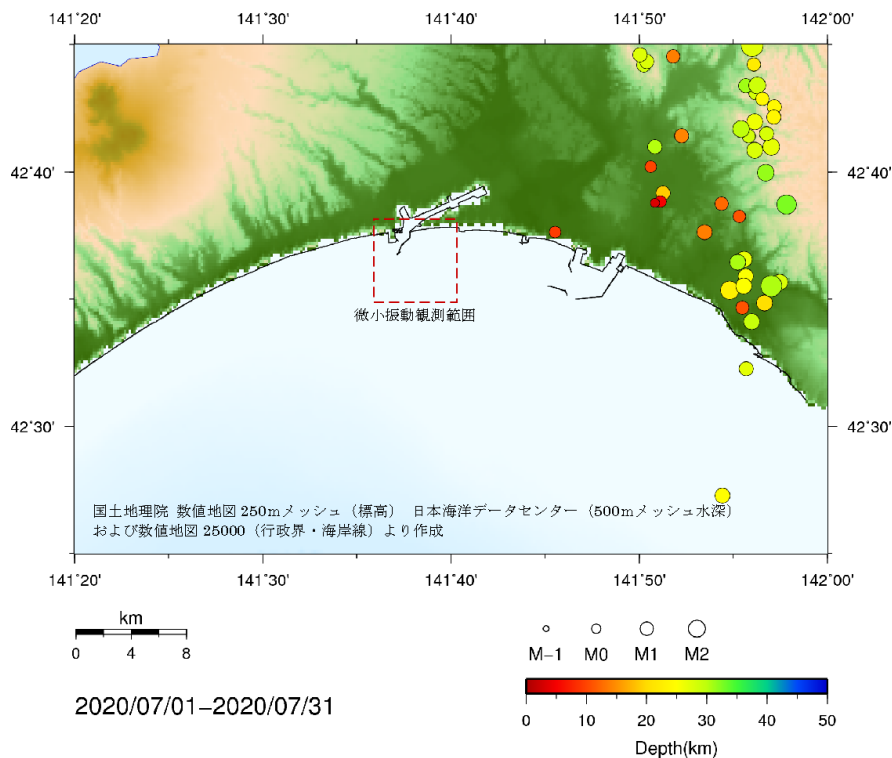 141°20' 141°30' 141°40' 141°50' 142°00'
42°40' 42°40'
微小振動観測範囲
42°30' 42°30'
国土地理院 数値地図250mメッシュ（標高） 日本海洋データセンター（500mメッシュ水深）
および数値地図25000（行政界・海岸線）より作成
141°20' 141°30' 141°40' 141°50' 142°00'
km
0 4 8
M-1 M0 M1 M2
2020/07/01-2020/07/31
0 10 20 30 40 50
Depth(km)